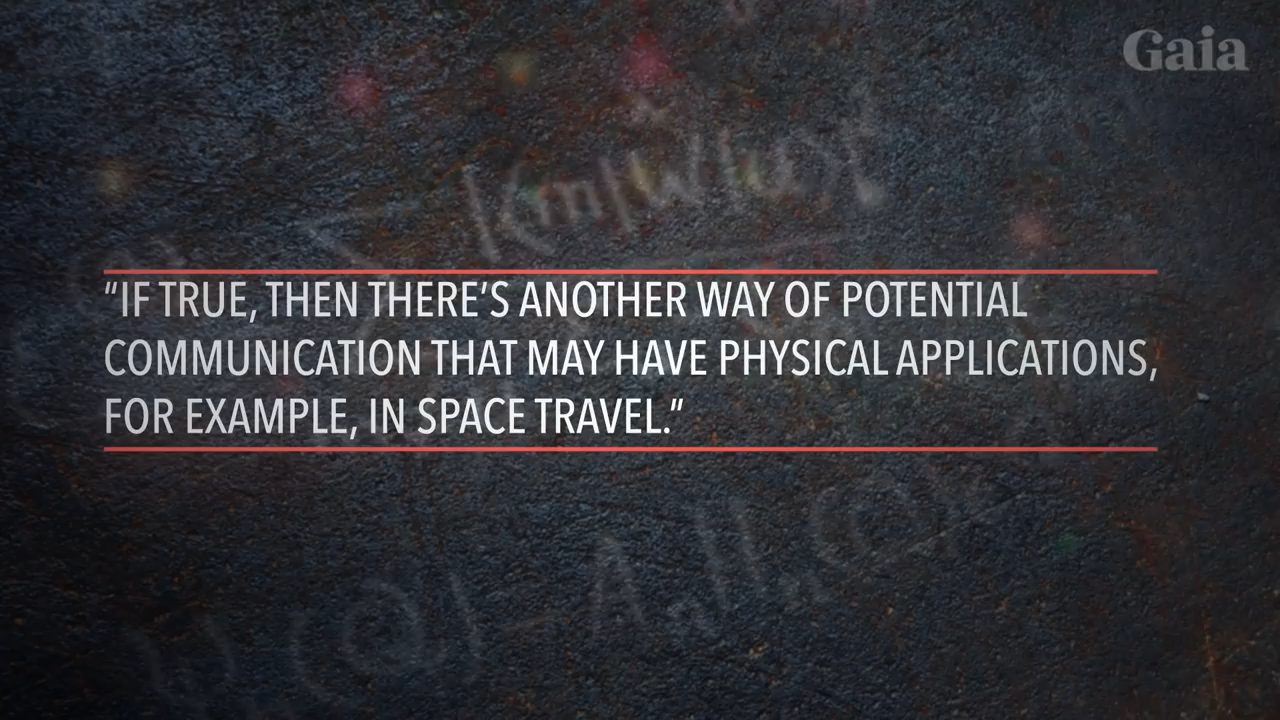 Gaia
“IF TRUE, THEN THERE’S ANOTHER WAY OF POTENTIAL
COMMUNICATION THAT MAY HAVE PHYSICAL APPLICATIONS,
FOR EXAMPLE, IN SPACE TRAVEL.”